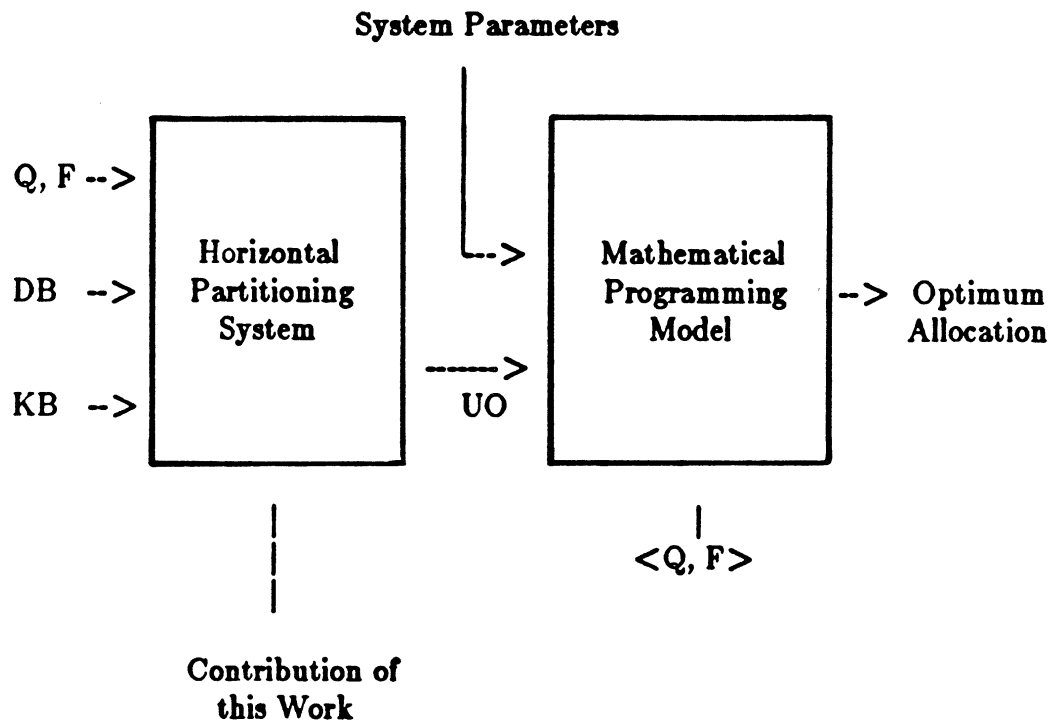 System Parameters
Q, F -->
DB -->
KB -->
Horizontal
Partitioning
System
--->
------>
UO
Mathematical
Programming
Model
--> Optimum
Allocation
<Q, F>
Contribution of
this Work